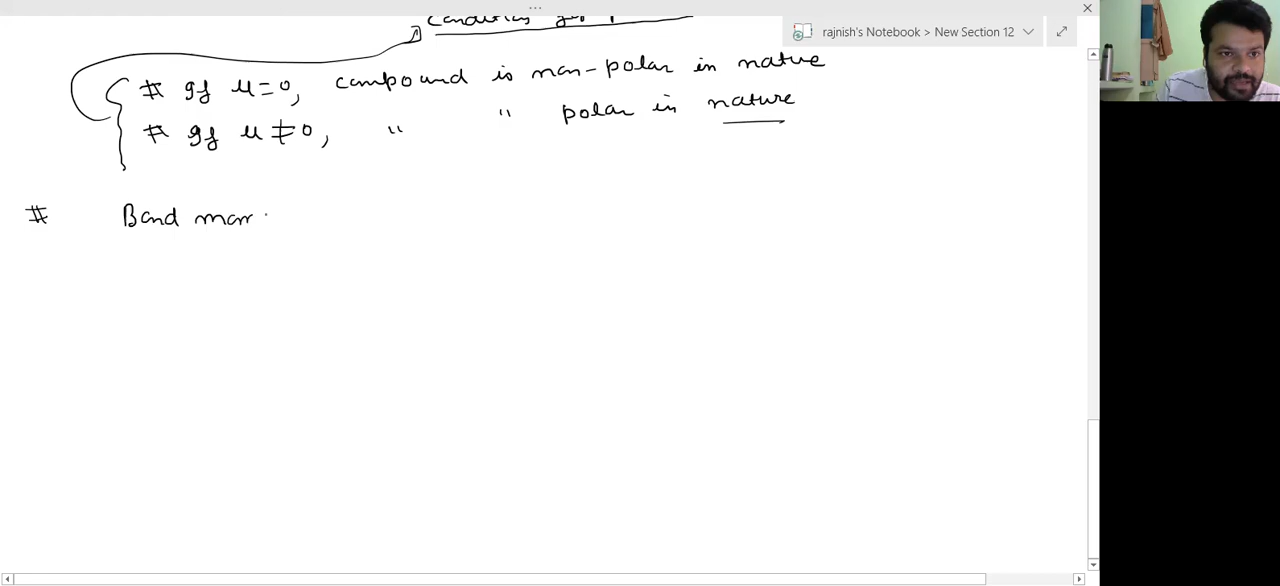 rajnish's Notebook > New Section 12
# If μ=0, compound is non-polar in nature
# If μ≠0, " " polar in nature
# Bond mom